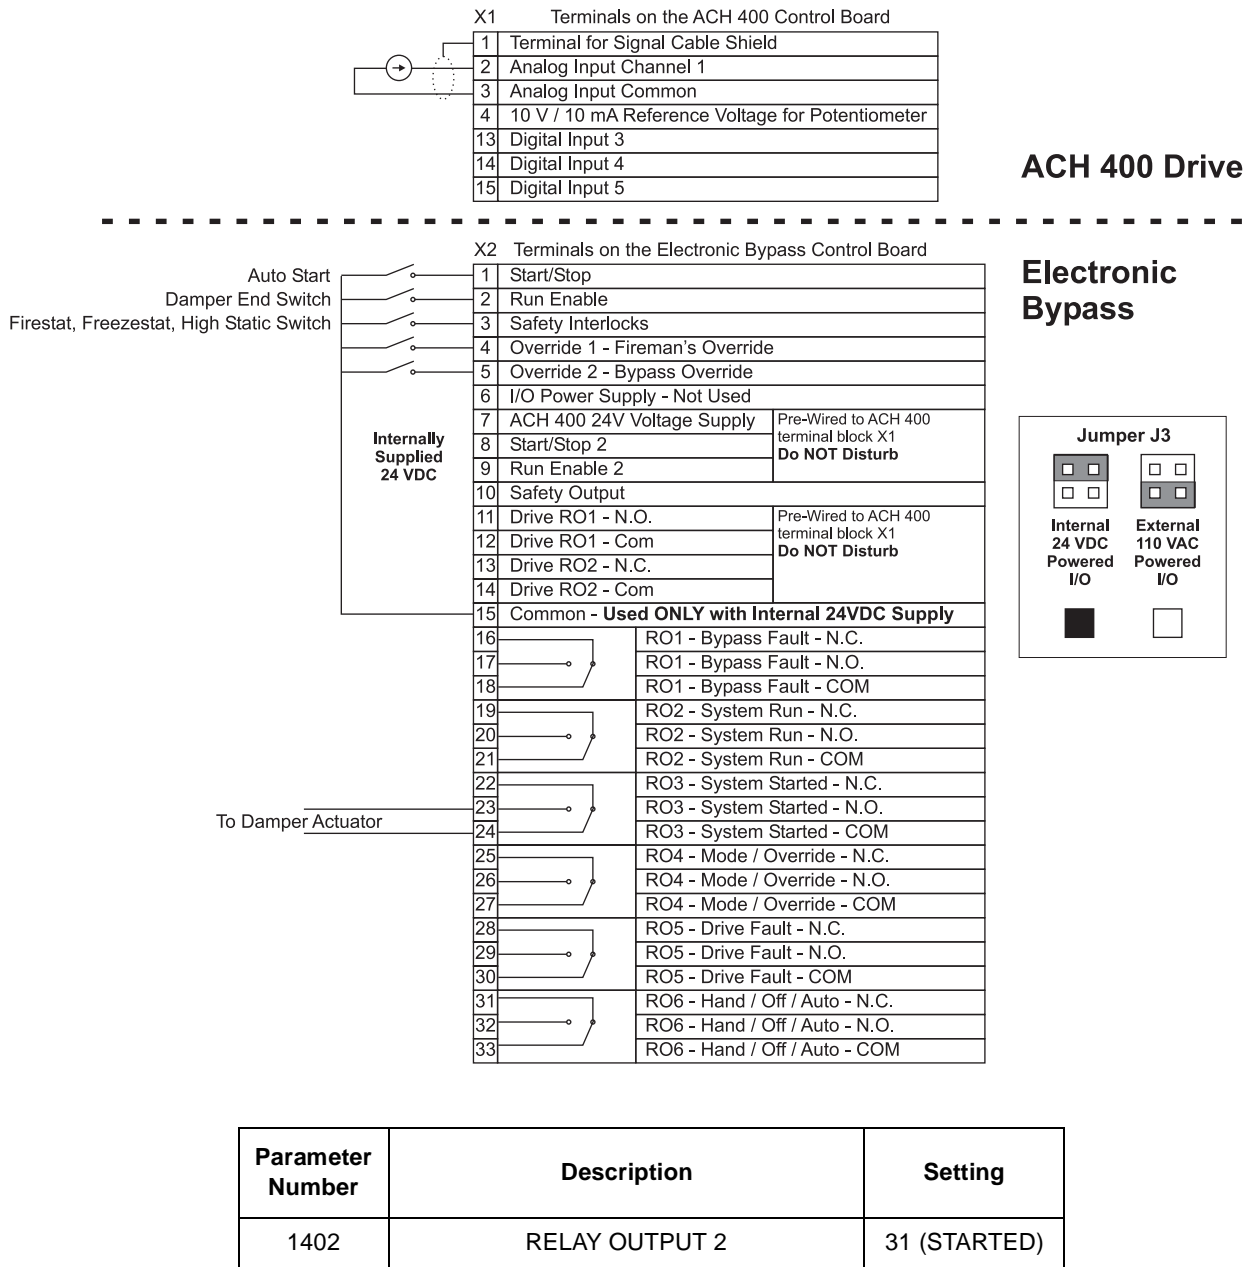 X1 Terminals on the ACH 400 Control Board
1 Terminal for Signal Cable Shield
2 Analog Input Channel 1
3 Analog Input Common
4 10 V / 10 mA Reference Voltage for Potentiometer
13 Digital Input 3
14 Digital Input 4
15 Digital Input 5
ACH 400 Drive
X2 Terminals on the Electronic Bypass Control Board
Electronic
Bypass
Auto Start 1 Start/Stop
Damper End Switch 2 Run Enable
Firestat, Freezestat, High Static Switch 3 Safety Interlocks
4 Override 1 - Fireman's Override
5 Override 2 - Bypass Override
6 I/O Power Supply - Not Used
7 ACH 400 24V Voltage Supply
8 Start/Stop 2
9 Run Enable 2
Pre-Wired to ACH 400
terminal block X1
Do NOT Disturb
Internally
Supplied
24 VDC
10 Safety Output
11 Drive RO1 - N.O.
12 Drive RO1 - Com
13 Drive RO2 - N.C.
14 Drive RO2 - Com
Pre-Wired to ACH 400
terminal block X1
Do NOT Disturb
15 Common - Used ONLY with Internal 24VDC Supply
16 RO1 - Bypass Fault - N.C.
17 RO1 - Bypass Fault - N.O.
18 RO1 - Bypass Fault - COM
19 RO2 - System Run - N.C.
20 RO2 - System Run - N.O.
21 RO2 - System Run - COM
22 RO3 - System Started - N.C.
23 RO3 - System Started - N.O.
24 RO3 - System Started - COM
To Damper Actuator
25 RO4 - Mode / Override - N.C.
26 RO4 - Mode / Override - N.O.
27 RO4 - Mode / Override - COM
28 RO5 - Drive Fault - N.C.
29 RO5 - Drive Fault - N.O.
30 RO5 - Drive Fault - COM
31 RO6 - Hand / Off / Auto - N.C.
32 RO6 - Hand / Off / Auto - N.O.
33 RO6 - Hand / Off / Auto - COM
Jumper J3
Internal
24 VDC
Powered
I/O
External
110 VAC
Powered
I/O
Parameter
Number
Description
Setting
1402 RELAY OUTPUT 2 31 (STARTED)